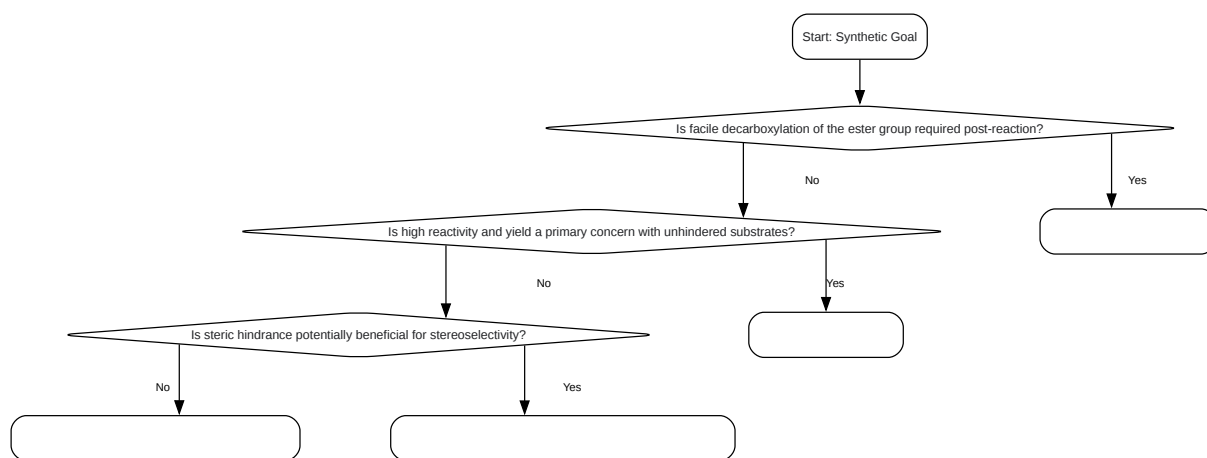 Start: Synthetic Goal
Is facile decarboxylation of the ester group required post-reaction?
No
Yes
Is high reactivity and yield a primary concern with unhindered substrates?
No
Yes
Is steric hindrance potentially beneficial for stereoselectivity?
No
Yes